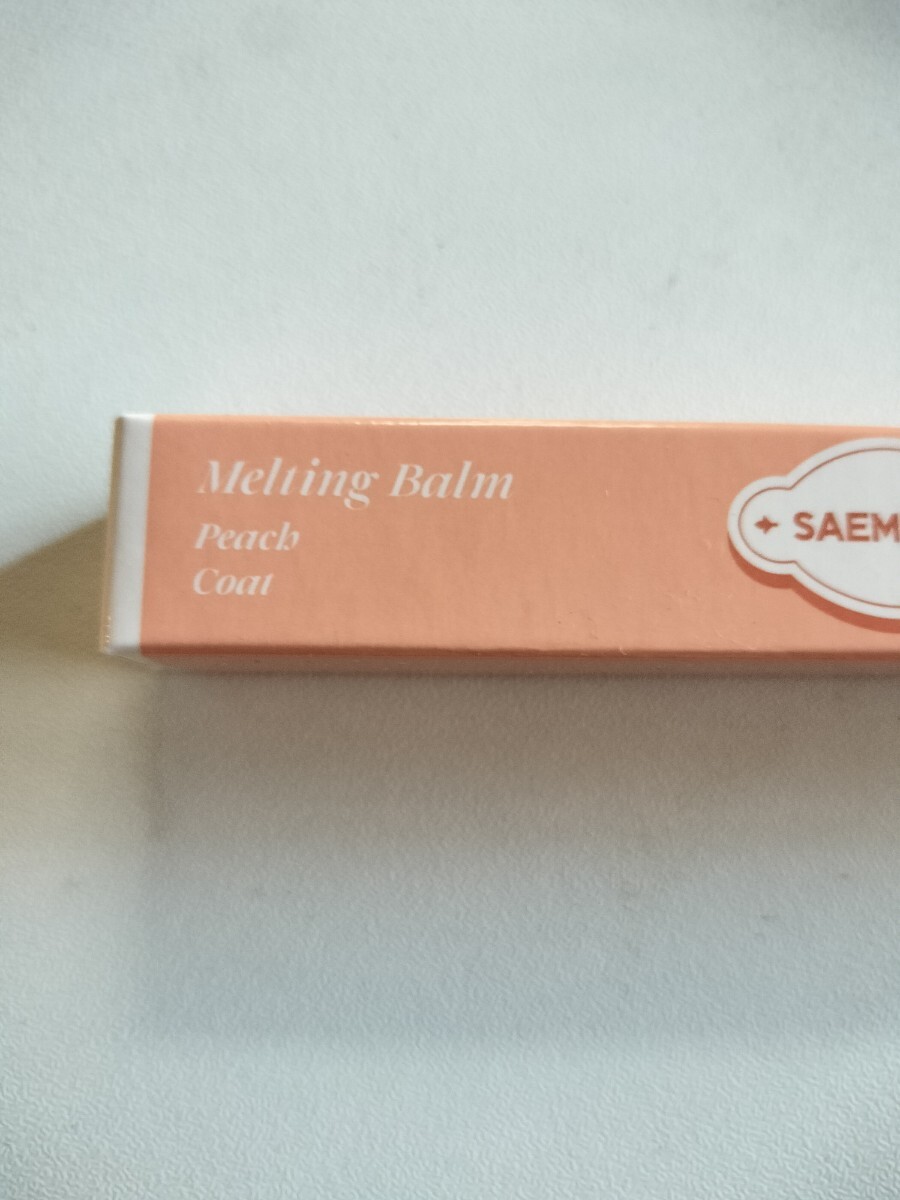 Melting Balm
Peach
Coat
SAEM